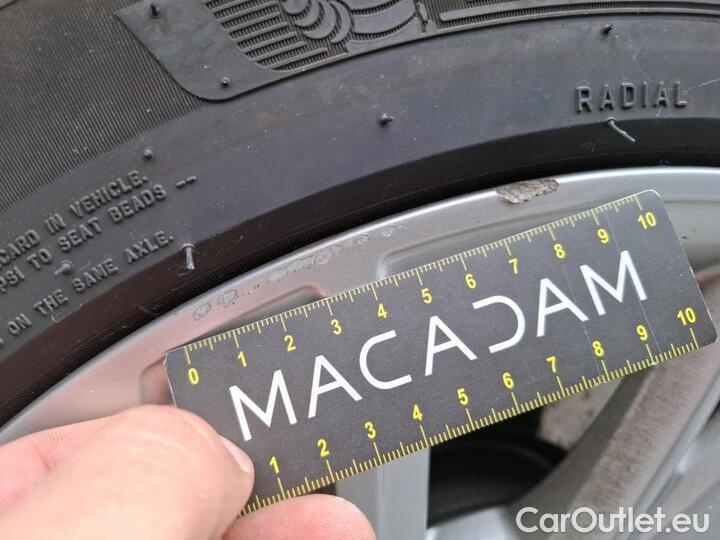 RADIAL
CARD IN VEHICLE.
PSI TO SEAT BEADS --
ON THE SAME AXLE.
0 1 2 3 4 5 6 7 8 9 10
MACADAM
1 2 3 4 5 6 7 8 9 10
CarOutlet.eu